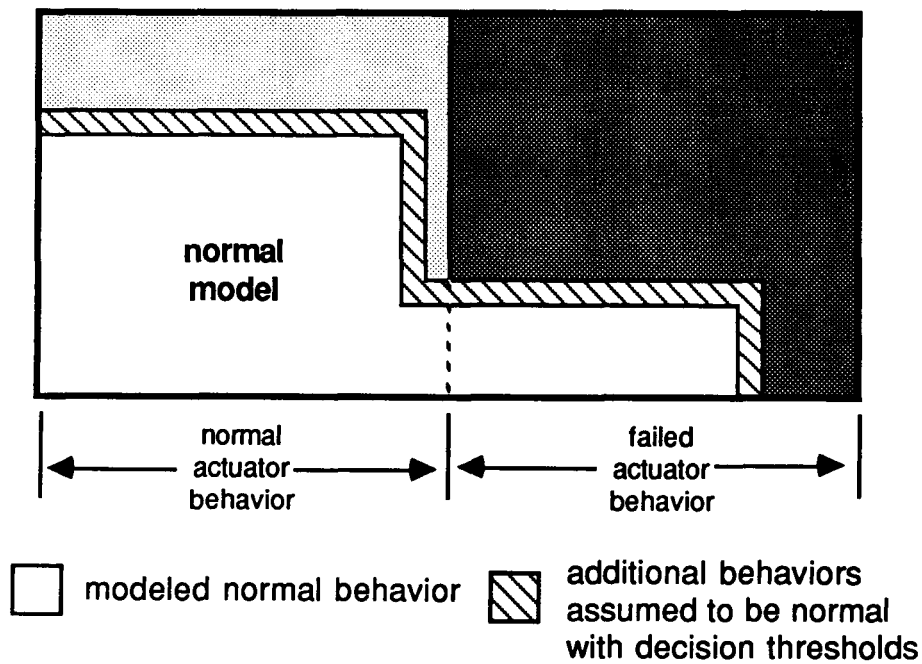 normal
model
normal
actuator
behavior
failed
actuator
behavior
modeled normal behavior
additional behaviors
assumed to be normal
with decision thresholds